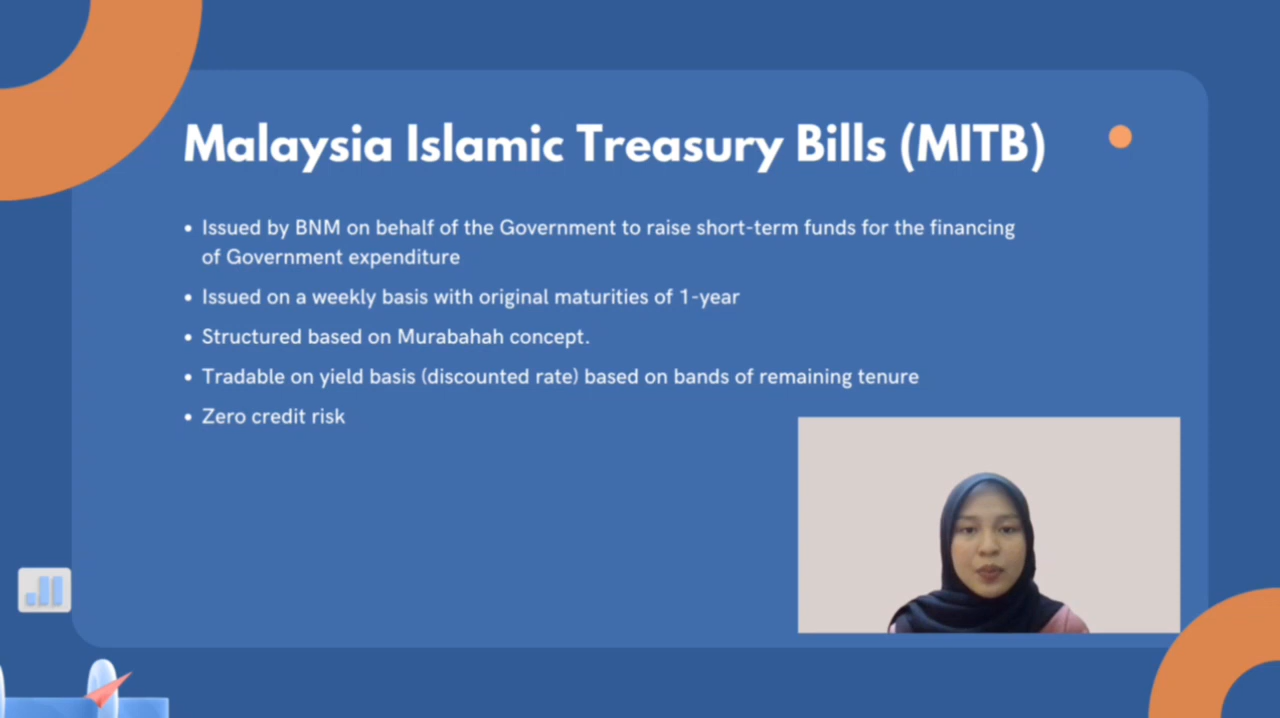 Malaysia Islamic Treasury Bills (MITB)
• Issued by BNM on behalf of the Government to raise short-term funds for the financing
of Government expenditure
• Issued on a weekly basis with original maturities of 1-year
• Structured based on Murabahah concept.
• Tradable on yield basis (discounted rate) based on bands of remaining tenure
• Zero credit risk